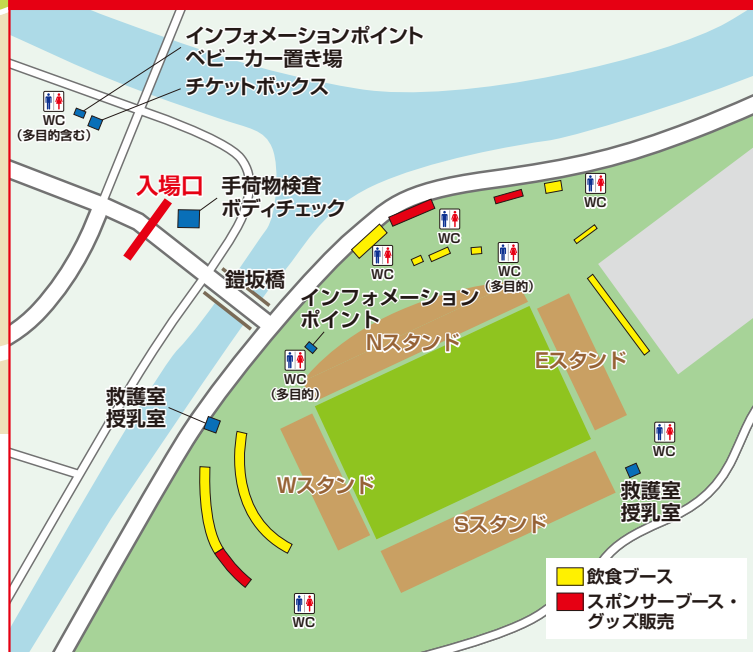 インフォメーションポイント
ベビーカー置き場
チケットボックス
WC
(多目的含む)
入場口
手荷物検査
ボディチェック
WC
WC
WC
WC
(多目的)
鎧坂橋
インフォメーション
ポイント
Nスタンド
Eスタンド
WC
(多目的)
救護室
授乳室
WC
Wスタンド
救護室
授乳室
Sスタンド
WC
飲食ブース
スポンサーブース・
グッズ販売